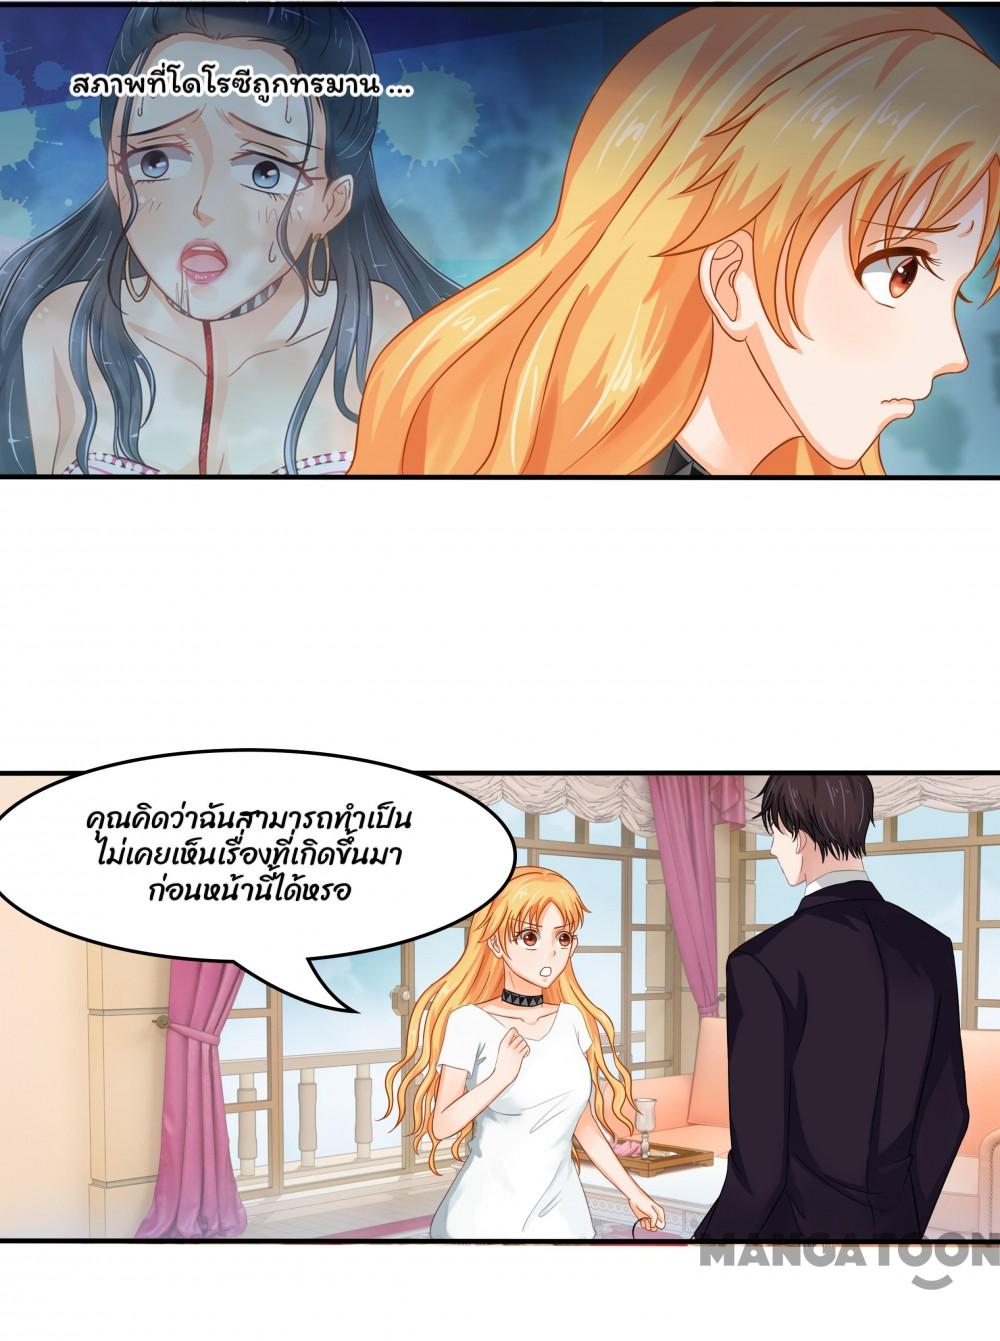 สภาพที่โดโรซีถูกทรมาน ...
คุณคิดว่าฉันสามารถทำเป็น
ไม่เคยเห็นเรื่องที่เกิดขึ้นมา
ก่อนหน้านี้ได้หรอ
MANGATOON